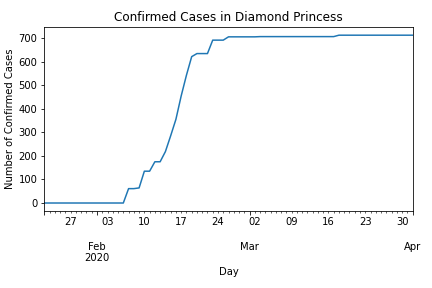 Confirmed Cases in Diamond Princess
Number of Confirmed Cases
700
600
500
400
300
200
100
0
27 03 10 17 24 02 09 16 23 30
Feb Mar Apr
2020
Day